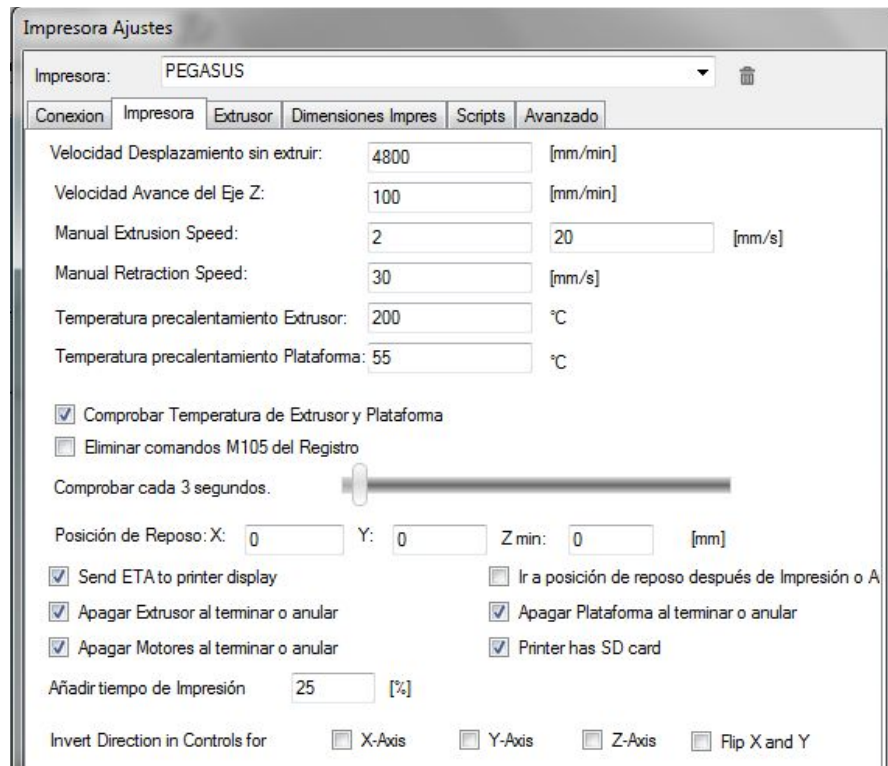 Impresora Ajustes
Impresora: PEGASUS
Conexion Impresora Extrusor Dimensiones Impres Scripts Avanzado
Velocidad Desplazamiento sin extruir: 4800 [mm/min]
Velocidad Avance del Eje Z: 100 [mm/min]
Manual Extrusion Speed: 2 20 [mm/s]
Manual Retraction Speed: 30 [mm/s]
Temperatura precalentamiento Extrusor: 200 °C
Temperatura precalentamiento Plataforma: 55 °C
Comprobar Temperatura de Extrusor y Plataforma
Eliminar comandos M105 del Registro
Comprobar cada 3 segundos.
Posición de Reposo: X: 0 Y: 0 Z min: 0 [mm]
Send ETA to printer display Ir a posición de reposo después de Impresión o A
Apagar Extrusor al terminar o anular Apagar Plataforma al terminar o anular
Apagar Motores al terminar o anular Printer has SD card
Añadir tiempo de Impresión 25 [%]
Invert Direction in Controls for X-Axis Y-Axis Z-Axis Flip X and Y